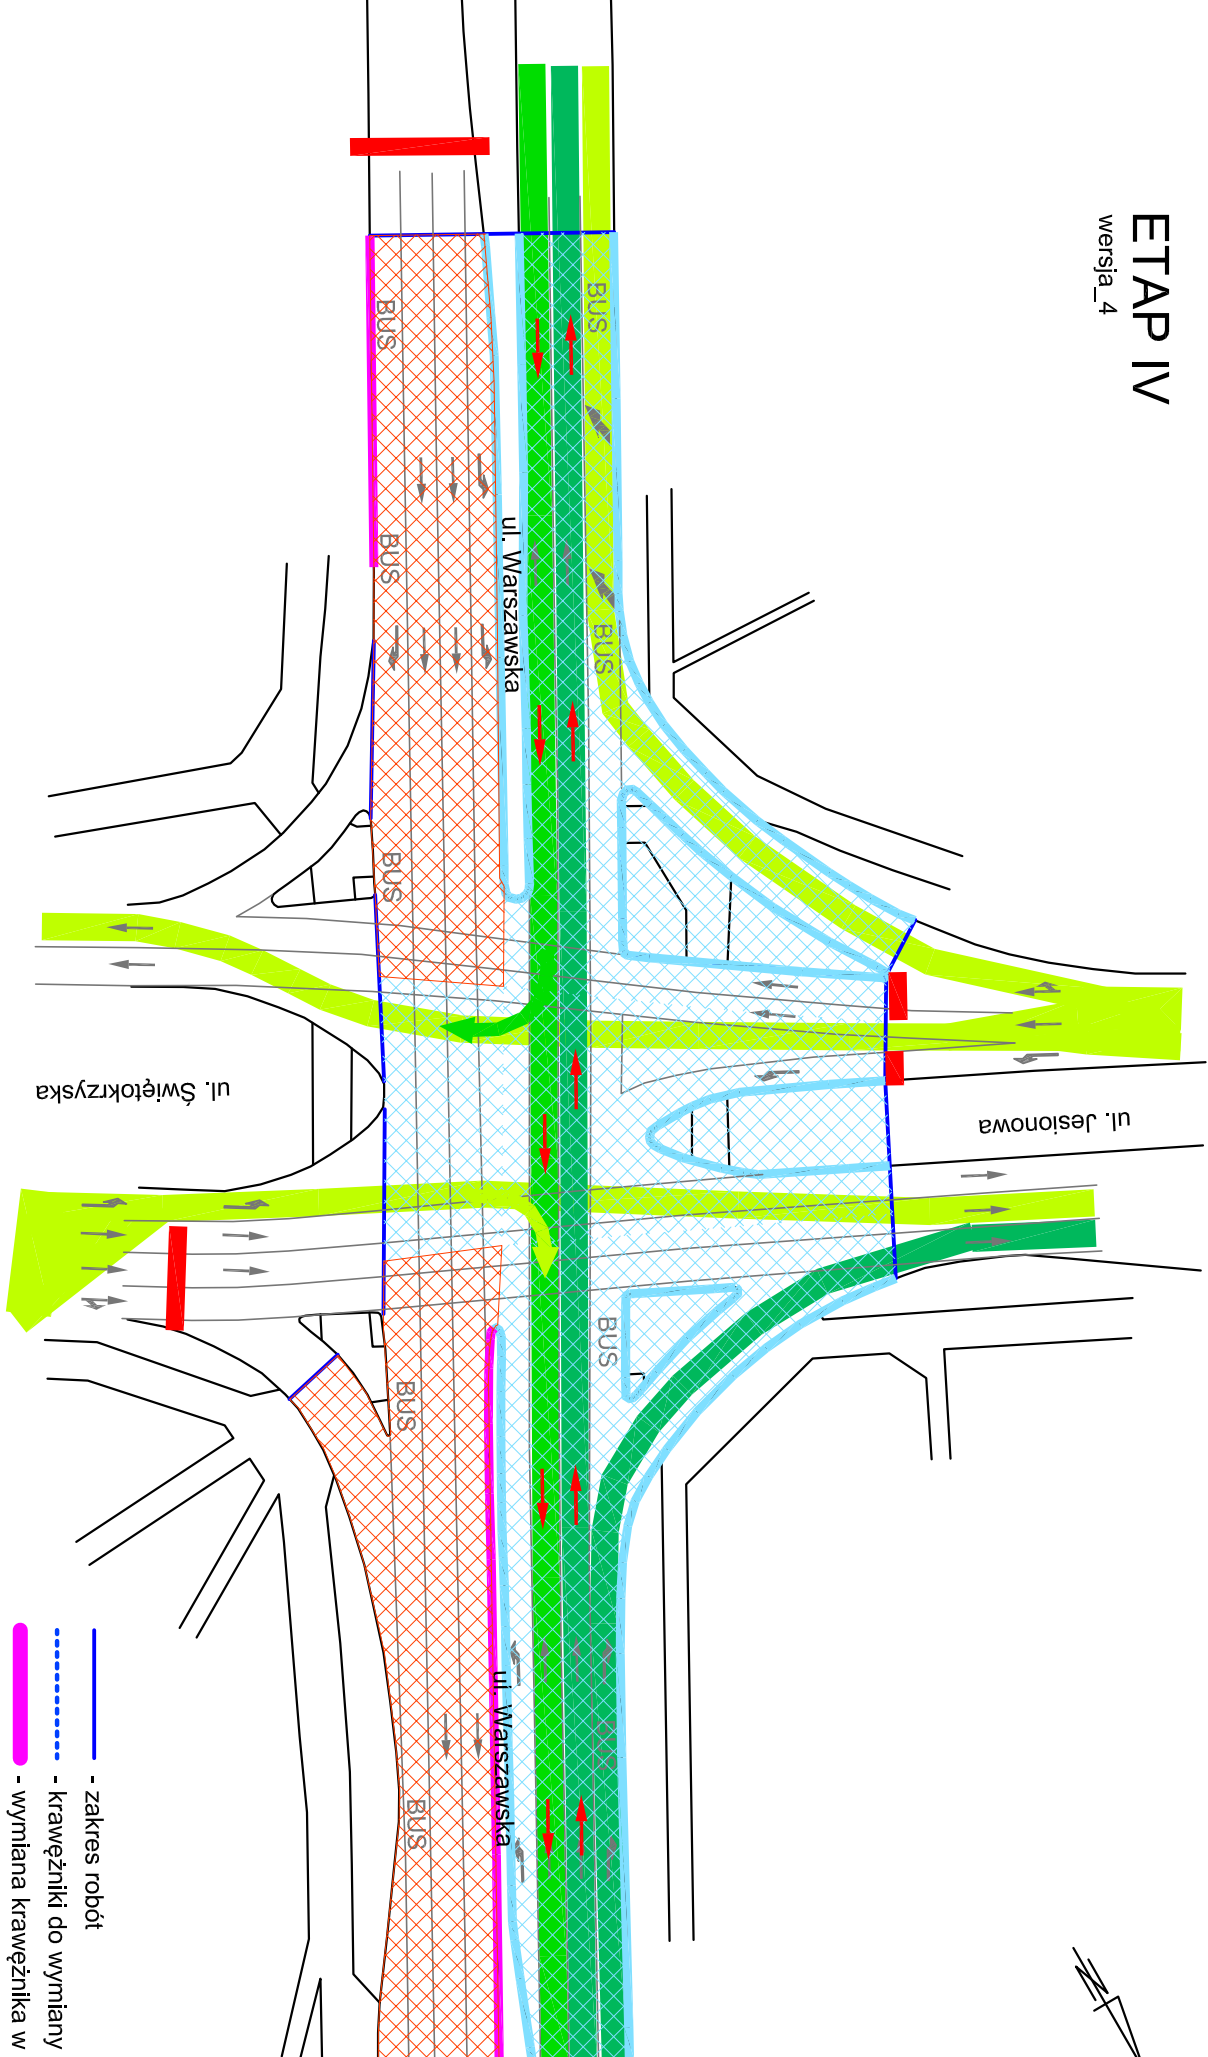 ETAP IV
wersja_4
BUS
BUS
BUS
ul. Warszawska
BUS
BUS
ul. Świętokrzyska
ul. Jesionowa
BUS
BUS
ul. Warszawska
BUS
BUS
- zakres robót
- krawężniki do wymiany
- wymiana krawężnika w